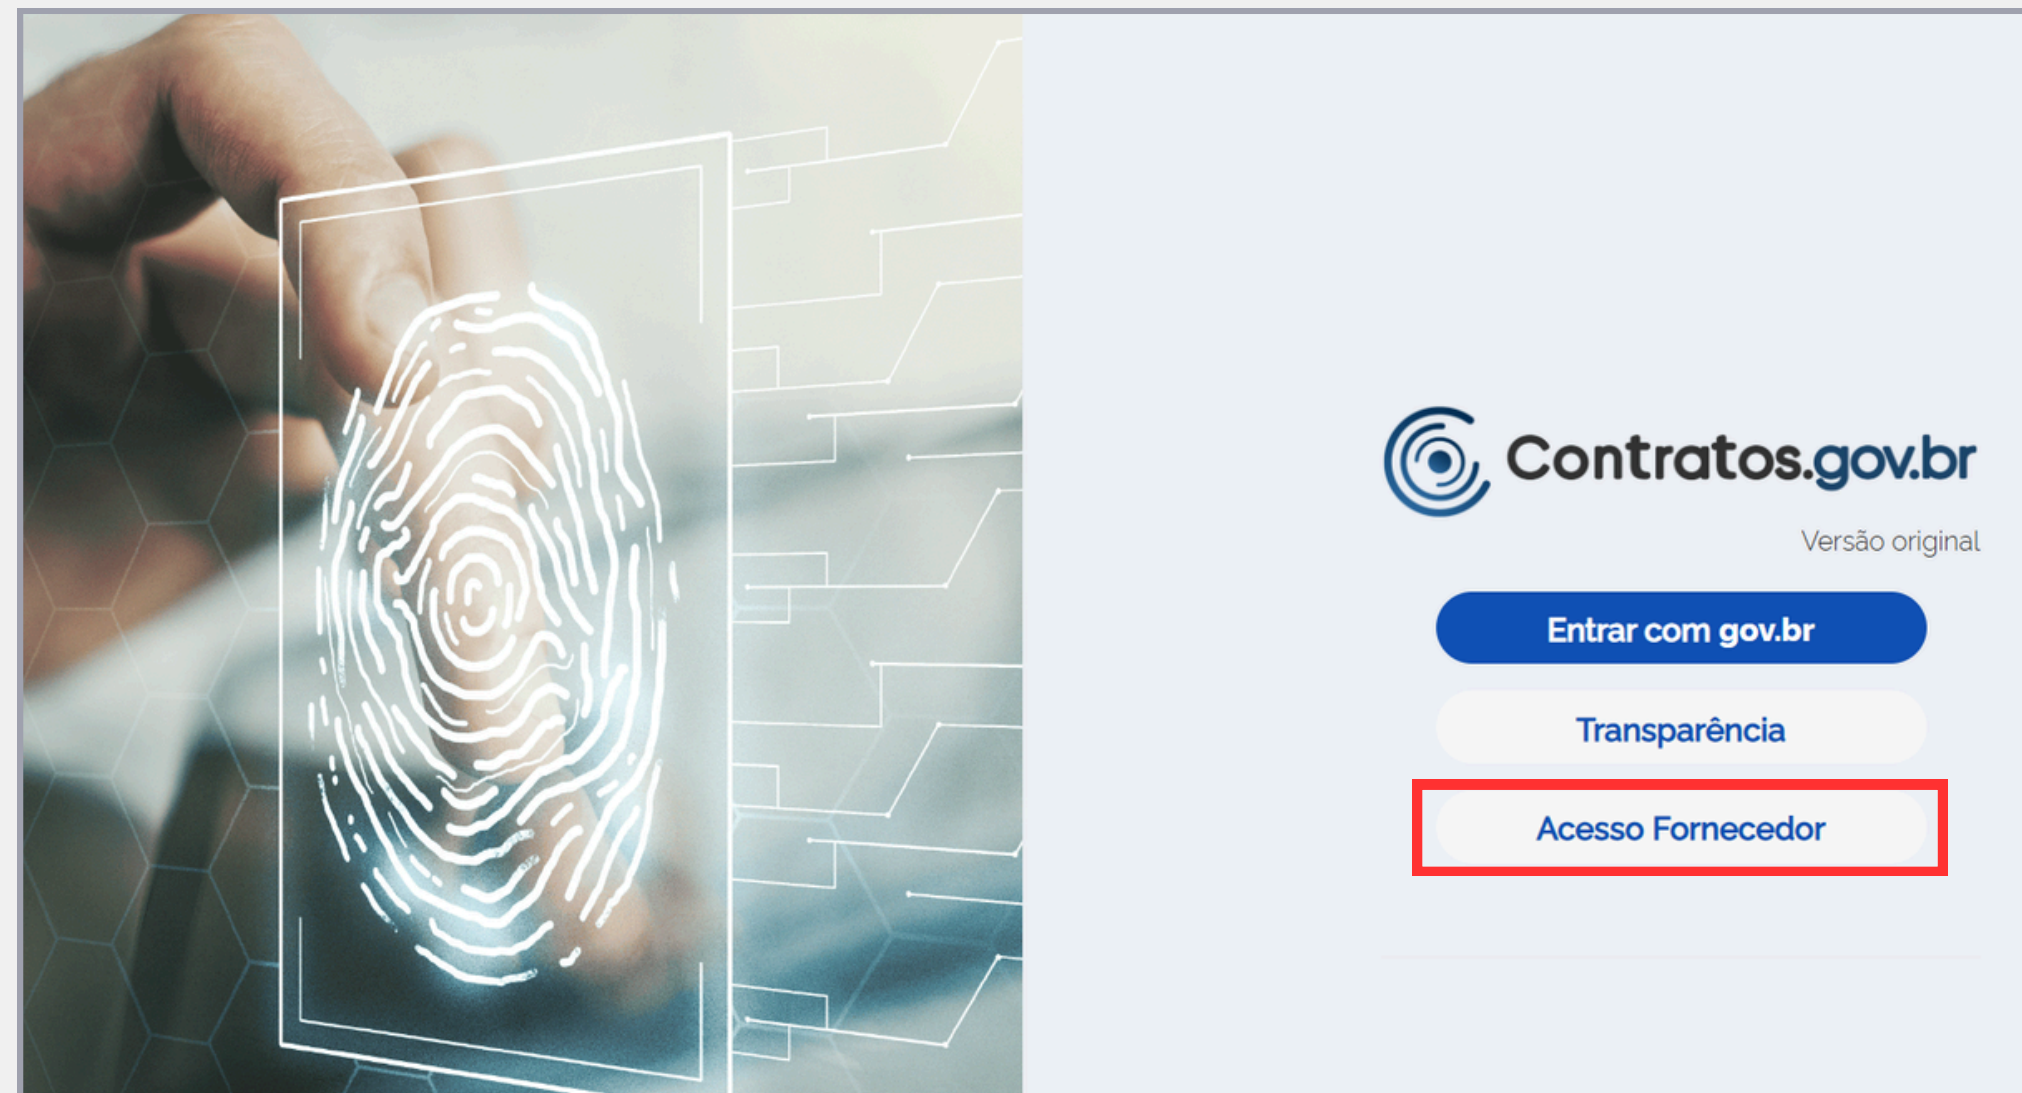 Contratos.gov.br
Versão original
Entrar com gov.br
Transparência
Acesso Fornecedor